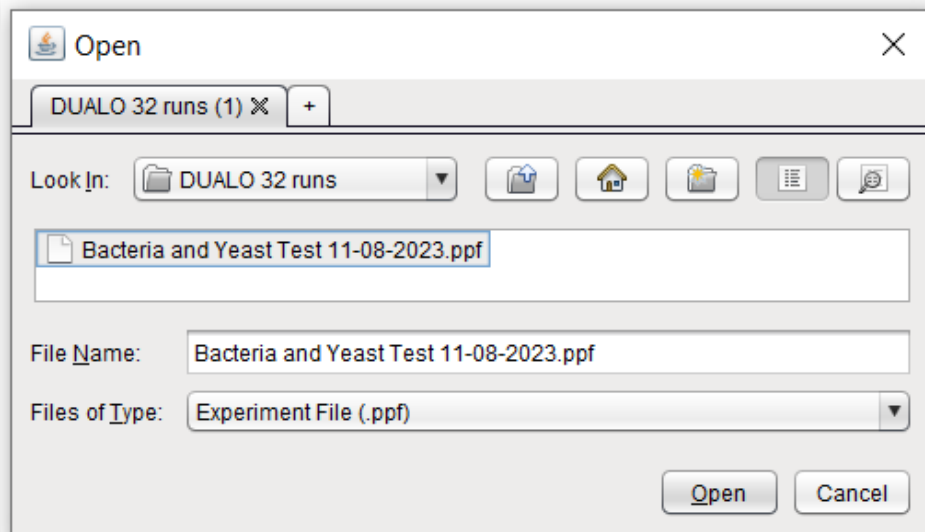 Open
DUALO 32 runs (1)
+
Look In: DUALO 32 runs
Bacteria and Yeast Test 11-08-2023.ppf
File Name: Bacteria and Yeast Test 11-08-2023.ppf
Files of Type: Experiment File (.ppf)
Open Cancel